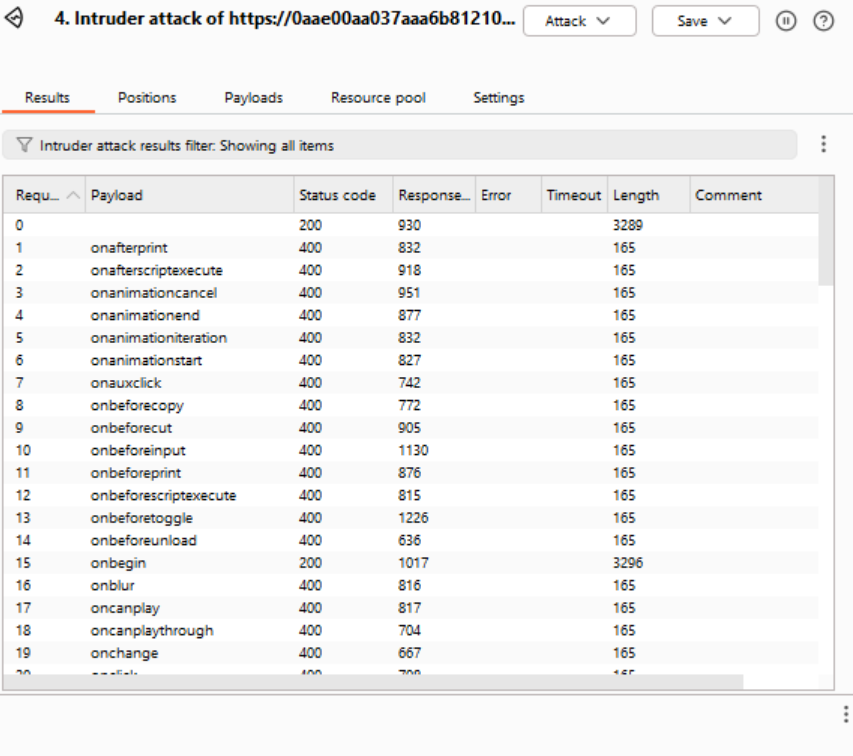 4. Intruder attack of https://0aae00aa037aaa6b81210... Attack Save
Results Positions Payloads Resource pool Settings
Intruder attack results filter: Showing all items
Requ... Payload Status code Response... Error Timeout Length Comment
0 200 930 3289
1 onafterprint 400 832 165
2 onafterscriptexecute 400 918 165
3 onanimationcancel 400 951 165
4 onanimationend 400 877 165
5 onanimationiteration 400 832 165
6 onanimationstart 400 827 165
7 onauxclick 400 742 165
8 onbeforecopy 400 772 165
9 onbeforecut 400 905 165
10 onbeforeinput 400 1130 165
11 onbeforeprint 400 876 165
12 onbeforescriptexecute 400 815 165
13 onbeforetoggle 400 1226 165
14 onbeforeunload 400 636 165
15 onbegin 200 1017 3296
16 onblur 400 816 165
17 oncanplay 400 817 165
18 oncanplaythrough 400 704 165
19 onchange 400 667 165